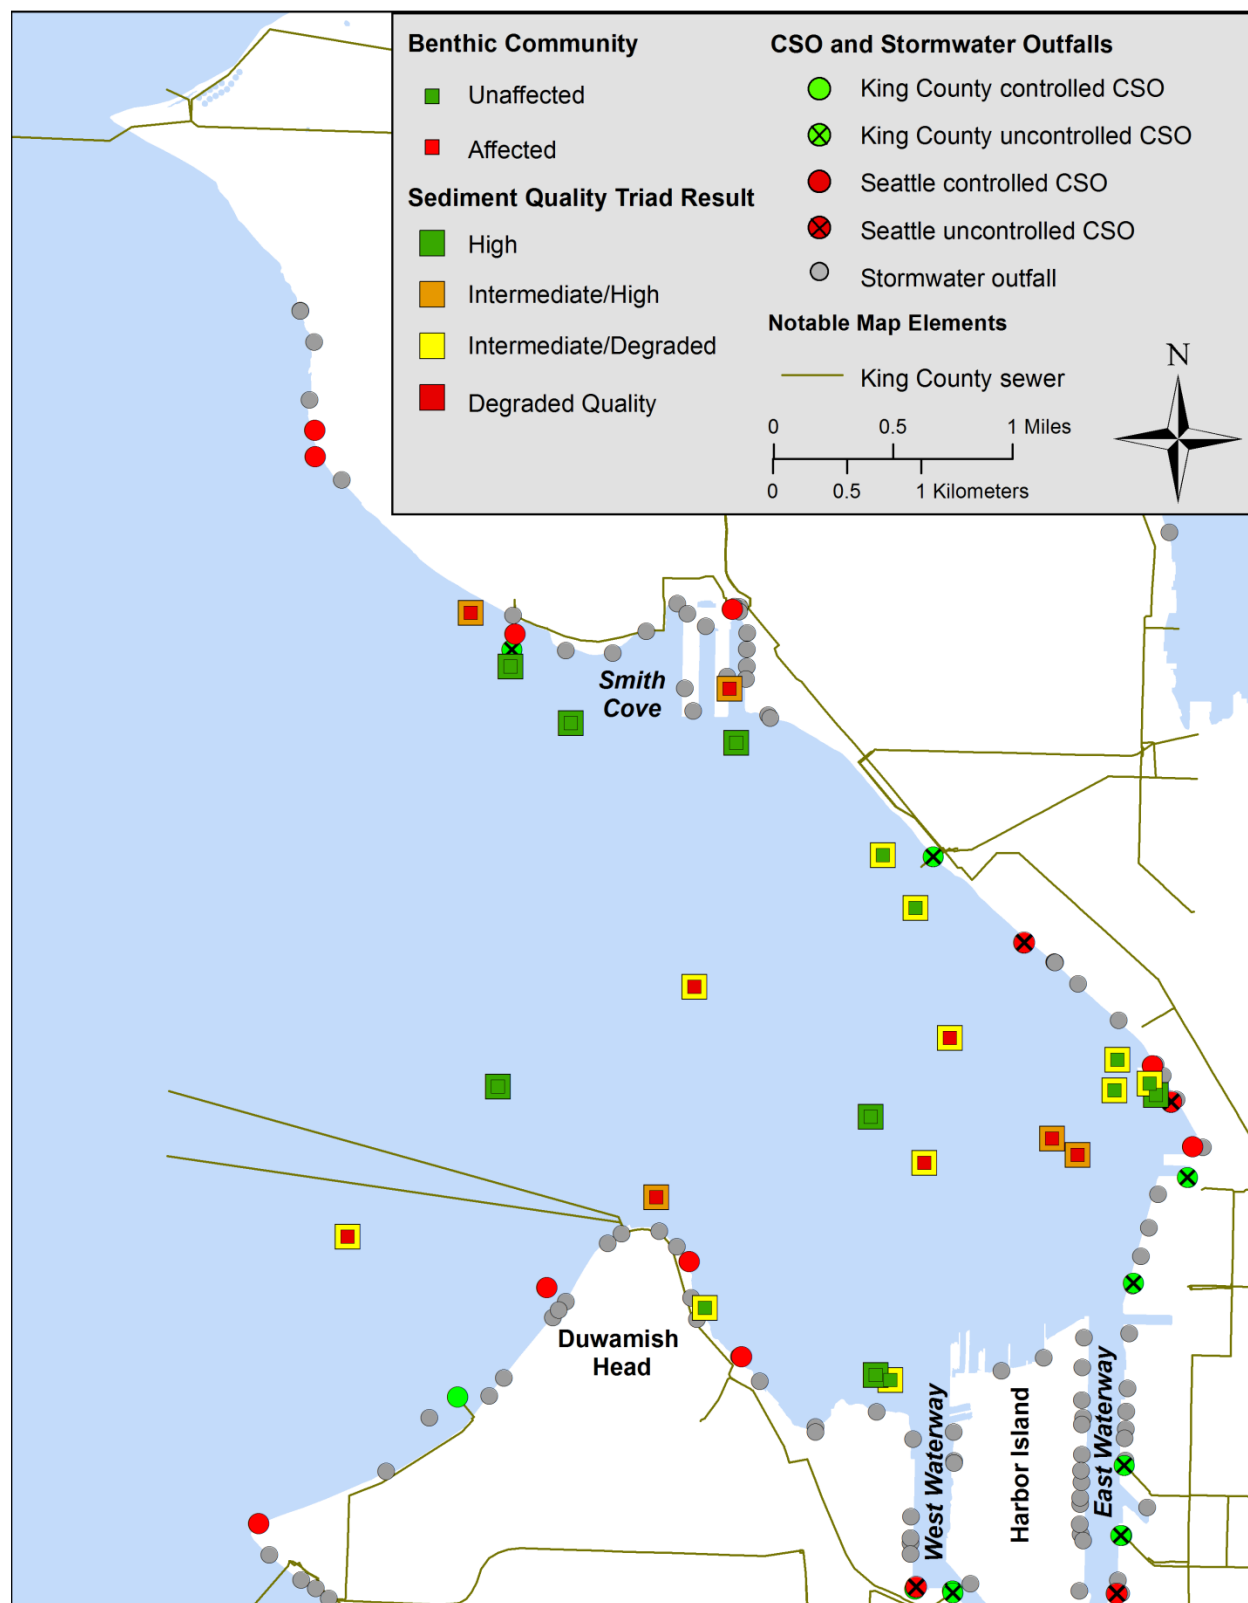 Benthic Community
Unaffected
Affected
Sediment Quality Triad Result
High
Intermediate/High
Intermediate/Degraded
Degraded Quality
CSO and Stormwater Outfalls
King County controlled CSO
King County uncontrolled CSO
Seattle controlled CSO
Seattle uncontrolled CSO
Stormwater outfall
Notable Map Elements
King County sewer
N
0 0.5 1 Miles
0 0.5 1 Kilometers
Smith
Cove
Duwamish
Head
West Waterway
Harbor Island
East Waterway